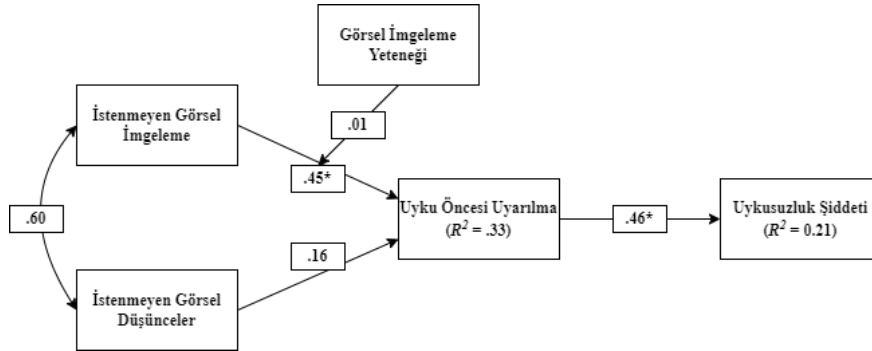 Görsel İmgeleme
Yeteneği
İstenmeyen Görsel
İmgeleme
.01
.45*
Uyku Öncesi Uyarılma
(R² = .33)
.46*
Uykusuzluk Şiddeti
(R² = 0.21)
.60
.16
İstenmeyen Görsel
Düşünceler